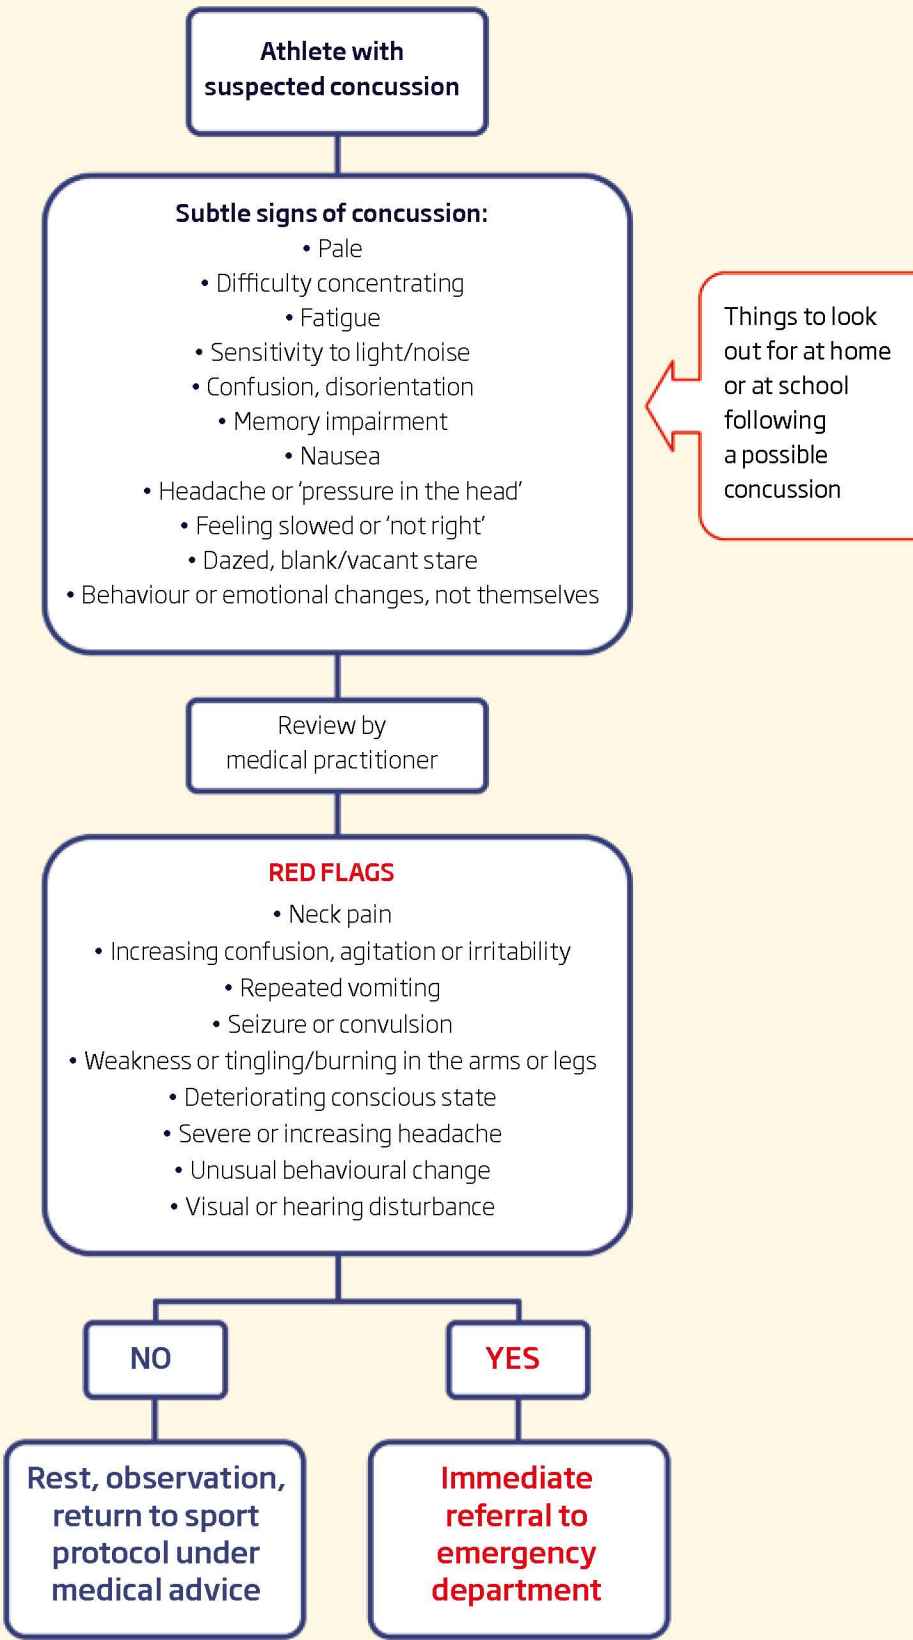 Athlete with
suspected concussion
Subtle signs of concussion:
• Pale
• Difficulty concentrating
• Fatigue
• Sensitivity to light/noise
• Confusion, disorientation
• Memory impairment
• Nausea
• Headache or ‘pressure in the head’
• Feeling slowed or ‘not right’
• Dazed, blank/vacant stare
• Behaviour or emotional changes, not themselves
Things to look
out for at home
or at school
following
a possible
concussion
Review by
medical practitioner
RED FLAGS
• Neck pain
• Increasing confusion, agitation or irritability
• Repeated vomiting
• Seizure or convulsion
• Weakness or tingling/burning in the arms or legs
• Deteriorating conscious state
• Severe or increasing headache
• Unusual behavioural change
• Visual or hearing disturbance
NO
YES
Rest, observation,
return to sport
protocol under
medical advice
Immediate
referral to
emergency
department